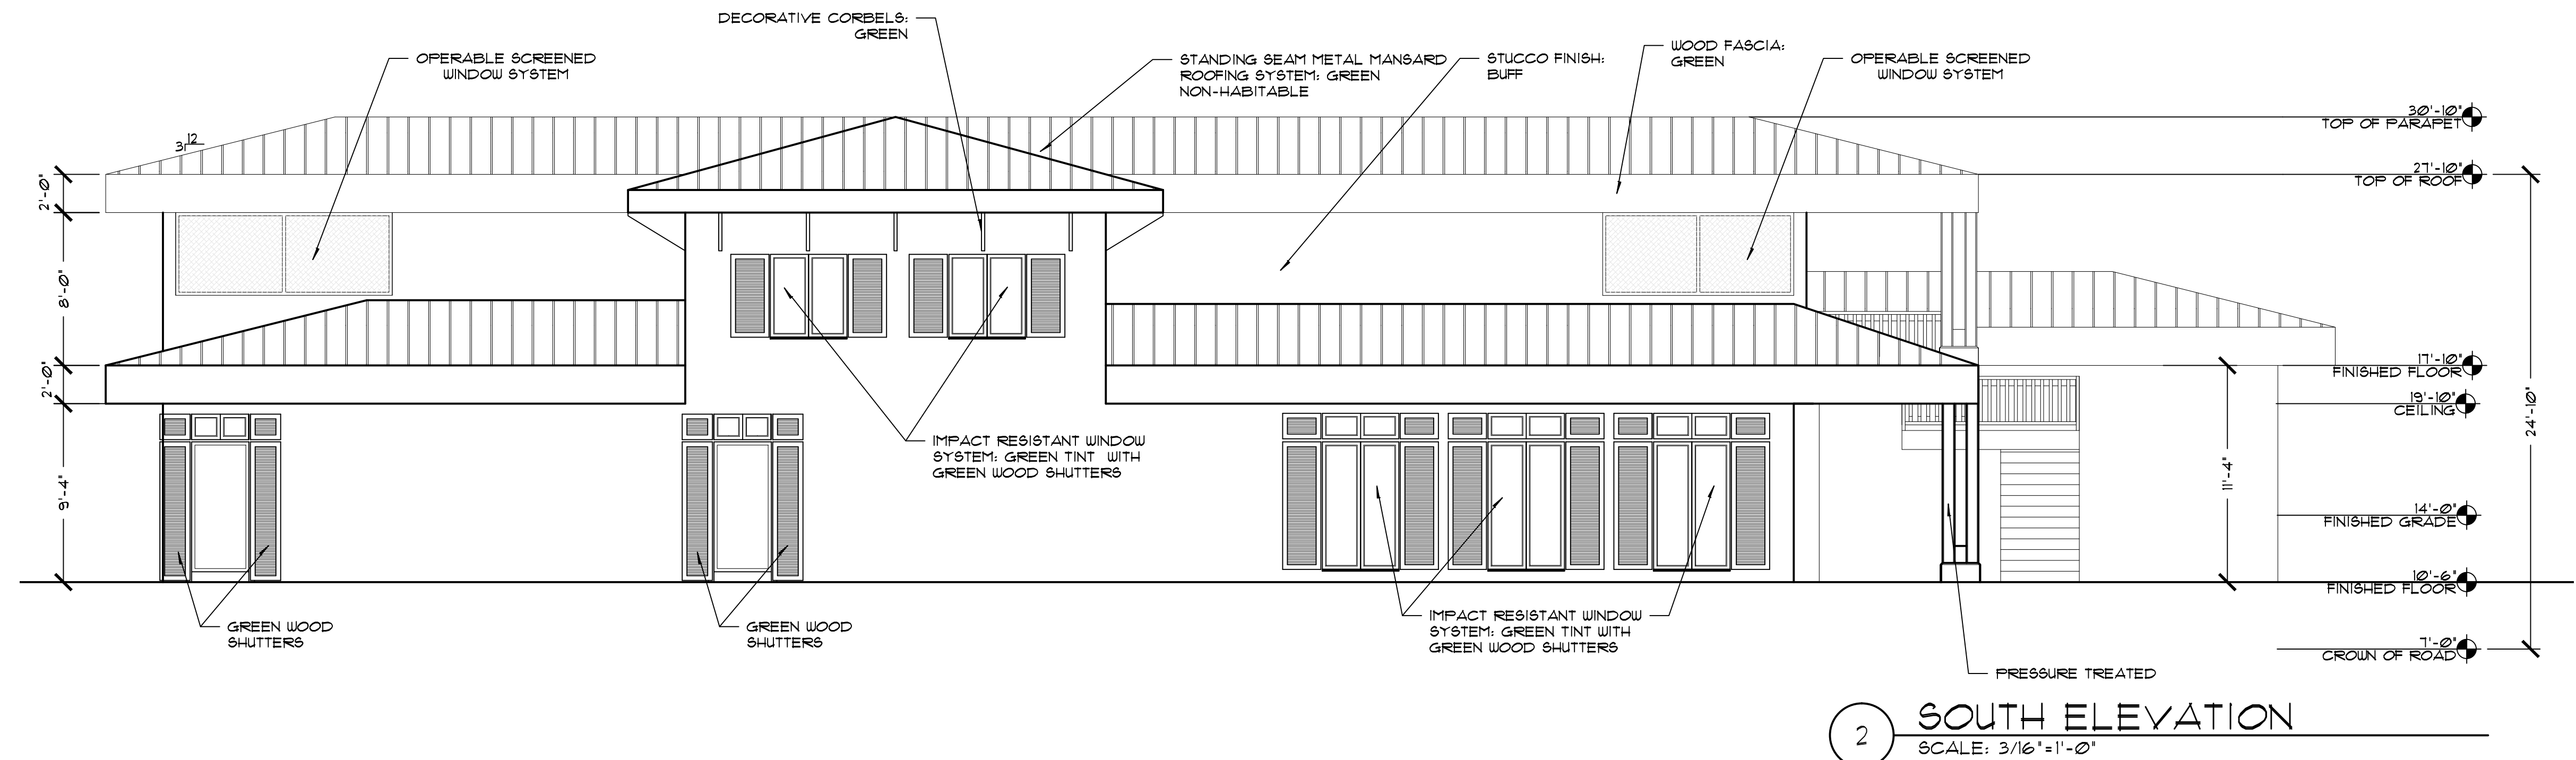 DECORATIVE CORBELS:
GREEN
OPERABLE SCREENED
WINDOW SYSTEM
STANDING SEAM METAL MANSARD
ROOFING SYSTEM: GREEN
NON-HABITABLE
STUCCO FINISH:
BUFF
WOOD FASCIA:
GREEN
OPERABLE SCREENED
WINDOW SYSTEM
30'-10"
TOP OF PARAPET
12
3
27'-10"
TOP OF ROOF
2'-0"
8'-0"
2'-0"
9'-4"
17'-10"
FINISHED FLOOR
19'-10"
CEILING
24'-10"
11'-4"
IMPACT RESISTANT WINDOW
SYSTEM: GREEN TINT WITH
GREEN WOOD SHUTTERS
14'-0"
FINISHED GRADE
10'-6"
FINISHED FLOOR
GREEN WOOD
SHUTTERS
GREEN WOOD
SHUTTERS
IMPACT RESISTANT WINDOW
SYSTEM: GREEN TINT WITH
GREEN WOOD SHUTTERS
7'-0"
CROWN OF ROAD
PRESSURE TREATED
2
SOUTH ELEVATION
SCALE: 3/16"=1'-0"